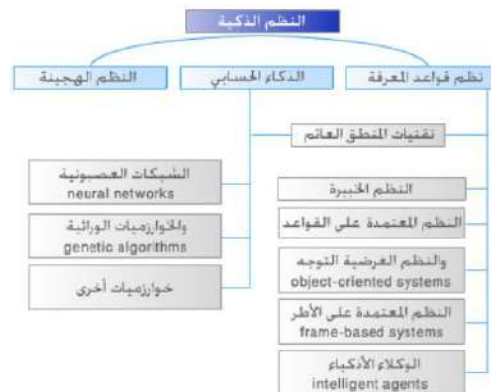 النظم الذكية
نظم قواعد المعرفة
الذكاء الحسابي
النظم الهجينة
تقنيات المنطق العائم
النظم الخبيرة
النظم المعتمدة على القواعد
والنظم الغرضية التوجه
object-oriented systems
النظم المعتمدة على الأطر
frame-based systems
الوكلاء الأذكياء
intelligent agents
الشبكات العصبونية
neural networks
والخوارزميات الوراثية
genetic algorithms
خوارزميات أخرى